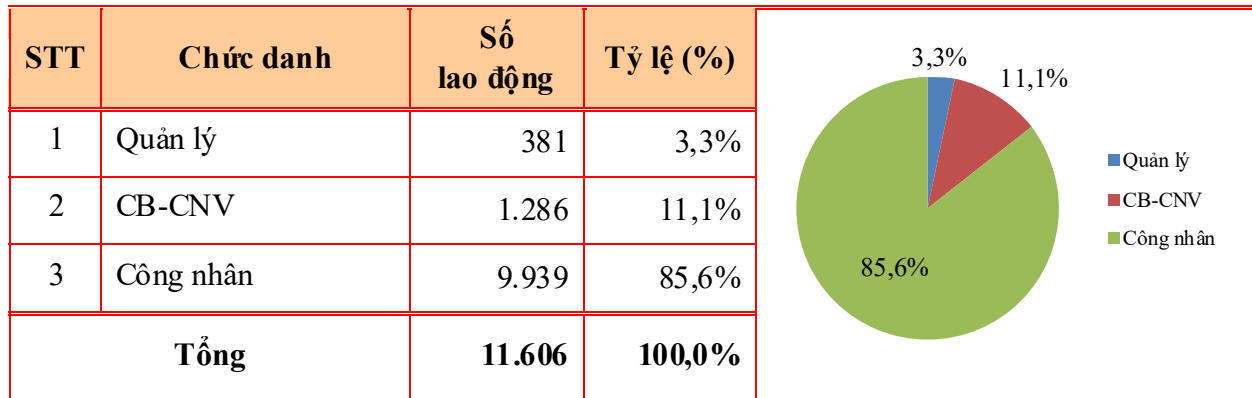 STT Chức danh Số lao động Tỷ lệ (%)
1 Quản lý 381 3,3%
2 CB-CNV 1.286 11,1%
3 Công nhân 9.939 85,6%
Tổng 11.606 100,0%
3,3%
11,1%
85,6%
Quản lý
CB-CNV
Công nhân